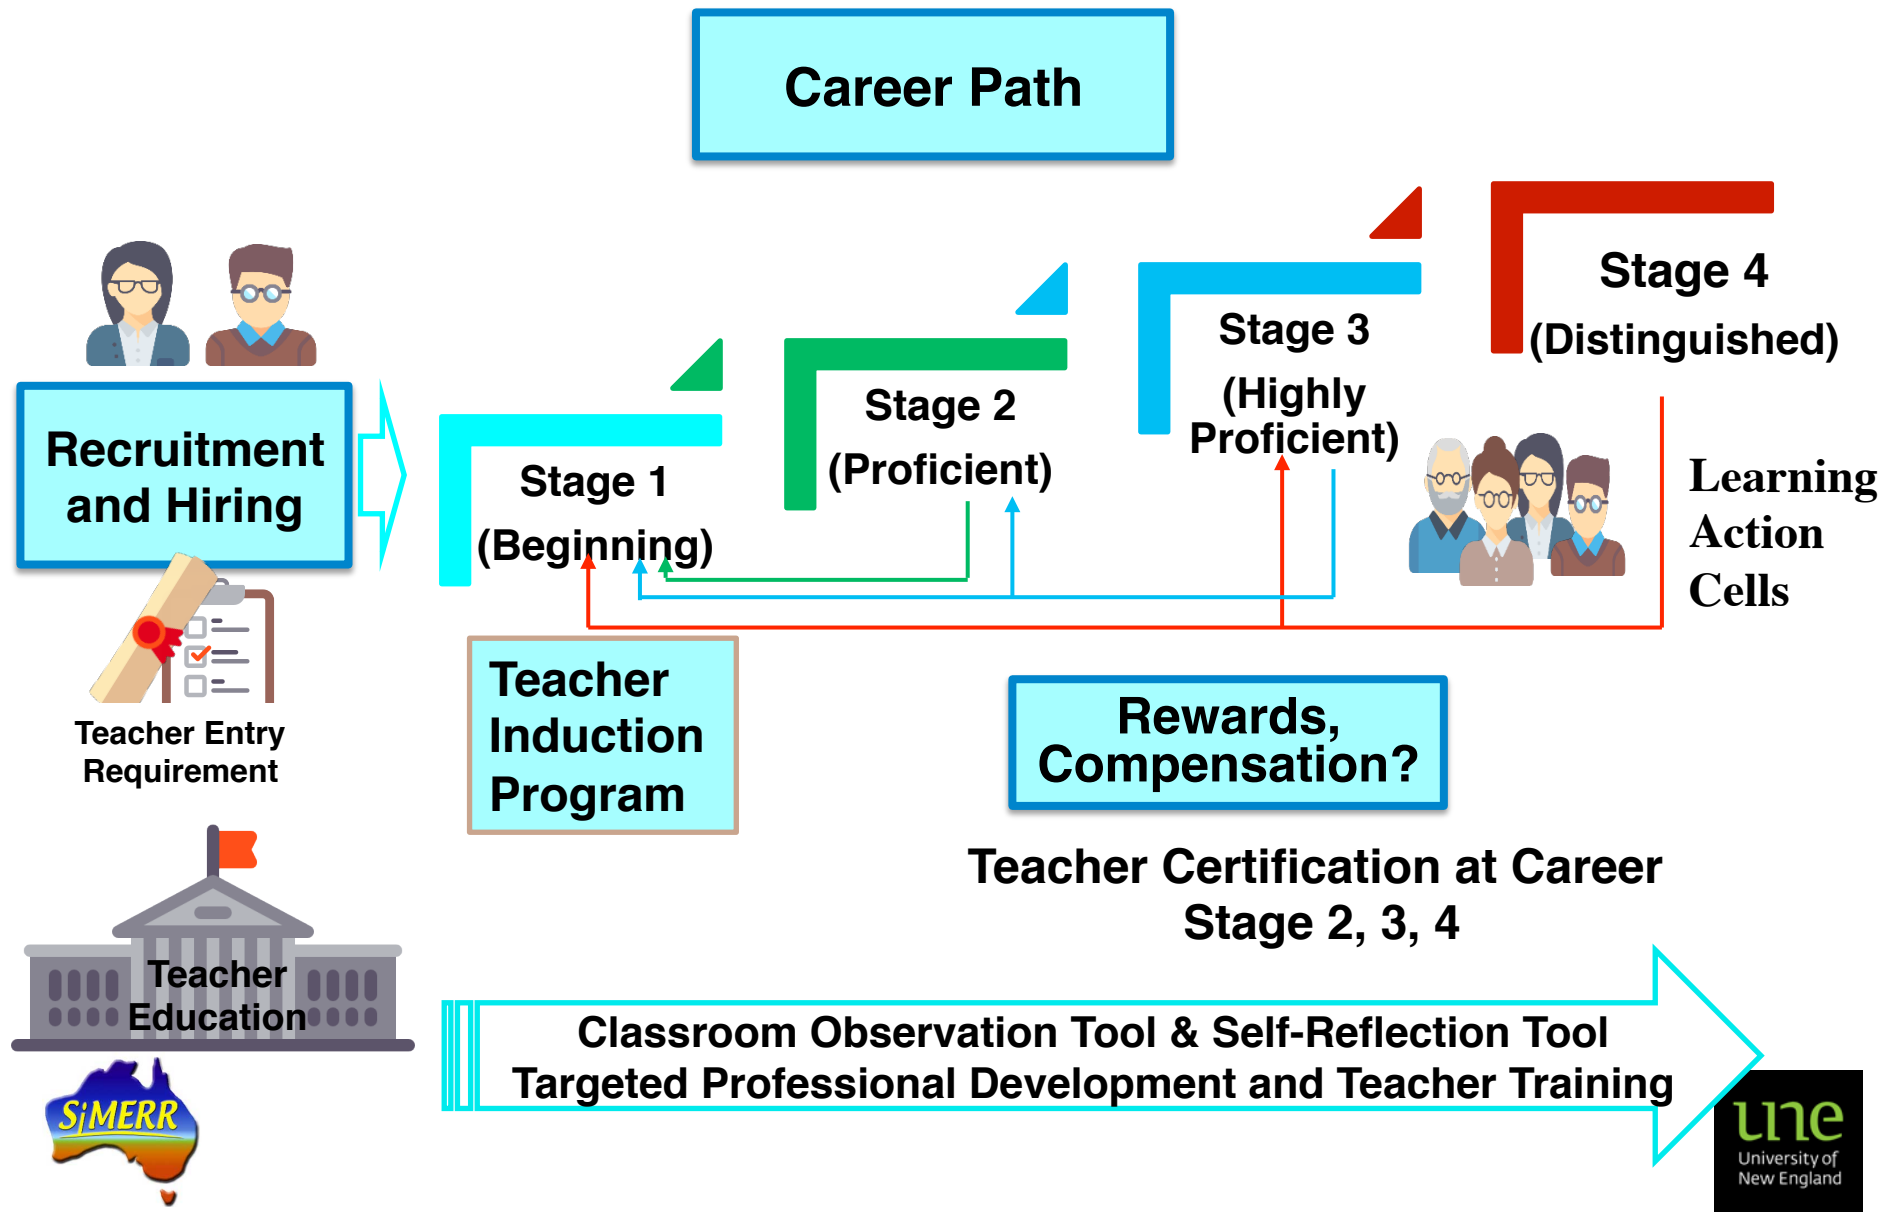 Career Path
Stage 4
(Distinguished)
Stage 3
(Highly
Proficient)
Stage 2
(Proficient)
Stage 1
(Beginning)
Recruitment
and Hiring
Learning
Action
Cells
Teacher Entry
Requirement
Teacher
Induction
Program
Rewards,
Compensation?
Teacher Certification at Career
Stage 2, 3, 4
Teacher
Education
Classroom Observation Tool & Self-Reflection Tool
Targeted Professional Development and Teacher Training
SiMERR
une
University of
New England